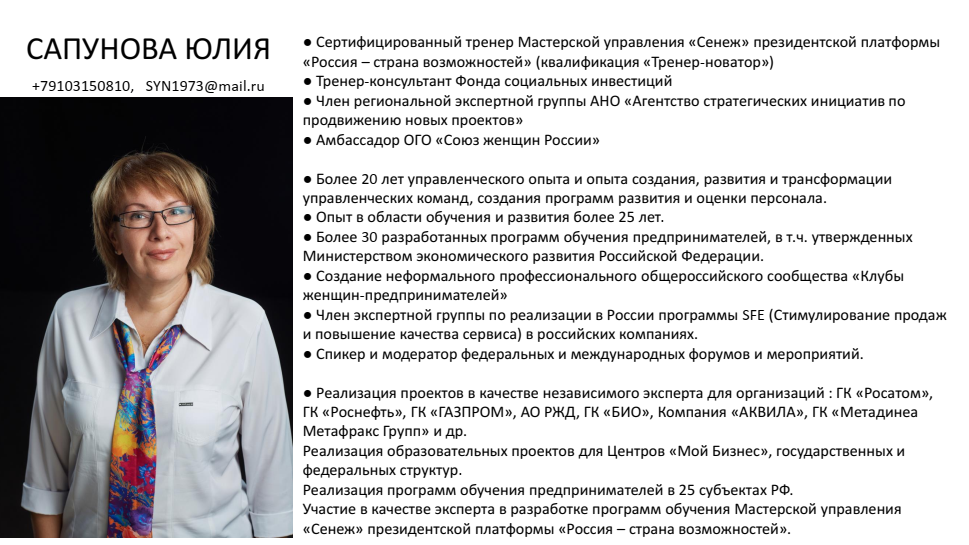 САПУНОВА ЮЛИЯ
+79103150810, SYN1973@mail.ru
● Сертифицированный тренер Мастерской управления «Сенеж» президентской платформы
«Россия – страна возможностей» (квалификация «Тренер-новатор»)
● Тренер-консультант Фонда социальных инвестиций
● Член региональной экспертной группы АНО «Агентство стратегических инициатив по
продвижению новых проектов»
● Амбассадор ОГО «Союз женщин России»
● Более 20 лет управленческого опыта и опыта создания, развития и трансформации
управленческих команд, создания программ развития и оценки персонала.
● Опыт в области обучения и развития более 25 лет.
● Более 30 разработанных программ обучения предпринимателей, в т.ч. утвержденных
Министерством экономического развития Российской Федерации.
● Создание неформального профессионального общероссийского сообщества «Клубы
женщин-предпринимателей»
● Член экспертной группы по реализации в России программы SFE (Стимулирование продаж
и повышение качества сервиса) в российских компаниях.
● Спикер и модератор федеральных и международных форумов и мероприятий.
● Реализация проектов в качестве независимого эксперта для организаций : ГК «Росатом»,
ГК «Роснефть», ГК «ГАЗПРОМ», АО РЖД, ГК «БИО», Компания «АКВИЛА», ГК «Метадинеа
Метафракс Групп» и др.
Реализация образовательных проектов для Центров «Мой Бизнес», государственных и
федеральных структур.
Реализация программ обучения предпринимателей в 25 субъектах РФ.
Участие в качестве эксперта в разработке программ обучения Мастерской управления
«Сенеж» президентской платформы «Россия – страна возможностей».